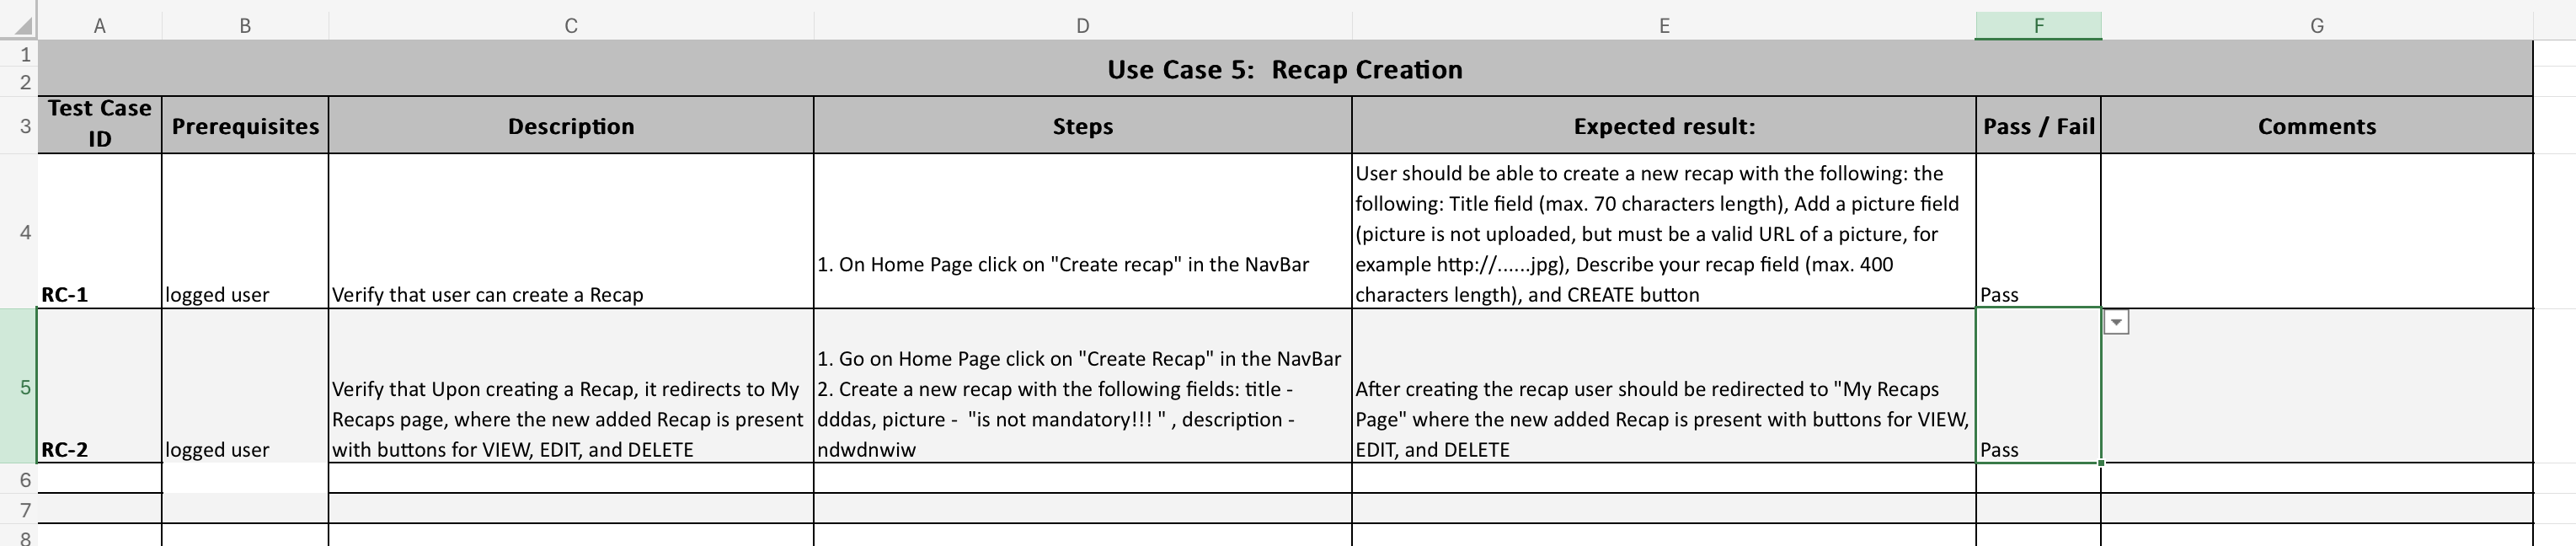 A B C D E F G
1
2
Use Case 5:  Recap Creation
3
Test Case
ID
Prerequisites
Description
Steps
Expected result:
Pass / Fail
Comments
4
RC-1
logged user
Verify that user can create a Recap
1. On Home Page click on "Create recap" in the NavBar
User should be able to create a new recap with the following: the
following: Title field (max. 70 characters length), Add a picture field
(picture is not uploaded, but must be a valid URL of a picture, for
example http://......jpg), Describe your recap field (max. 400
characters length), and CREATE button
Pass
5
RC-2
logged user
Verify that Upon creating a Recap, it redirects to My
Recaps page, where the new added Recap is present
with buttons for VIEW, EDIT, and DELETE
1. Go on Home Page click on "Create Recap" in the NavBar
2. Create a new recap with the following fields: title -
dddas, picture -  "is not mandatory!!! " , description -
ndwdnwiw
After creating the recap user should be redirected to "My Recaps
Page" where the new added Recap is present with buttons for VIEW,
EDIT, and DELETE
Pass
6
7
8